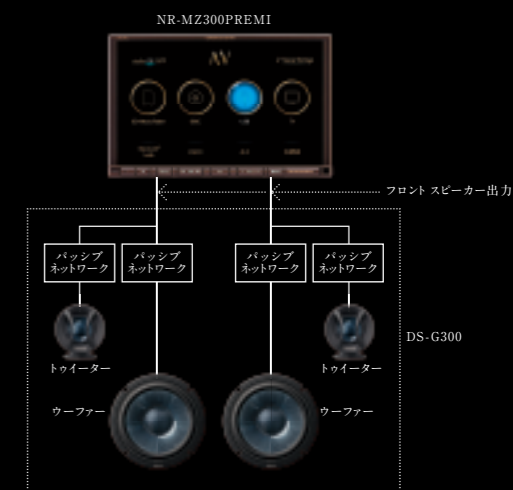 NR-MZ300PREMI
AV
フロント スピーカー出力
パッシブ
ネットワーク
パッシブ
ネットワーク
パッシブ
ネットワーク
パッシブ
ネットワーク
DS-G300
トゥイーター
トゥイーター
ウーファー
ウーファー